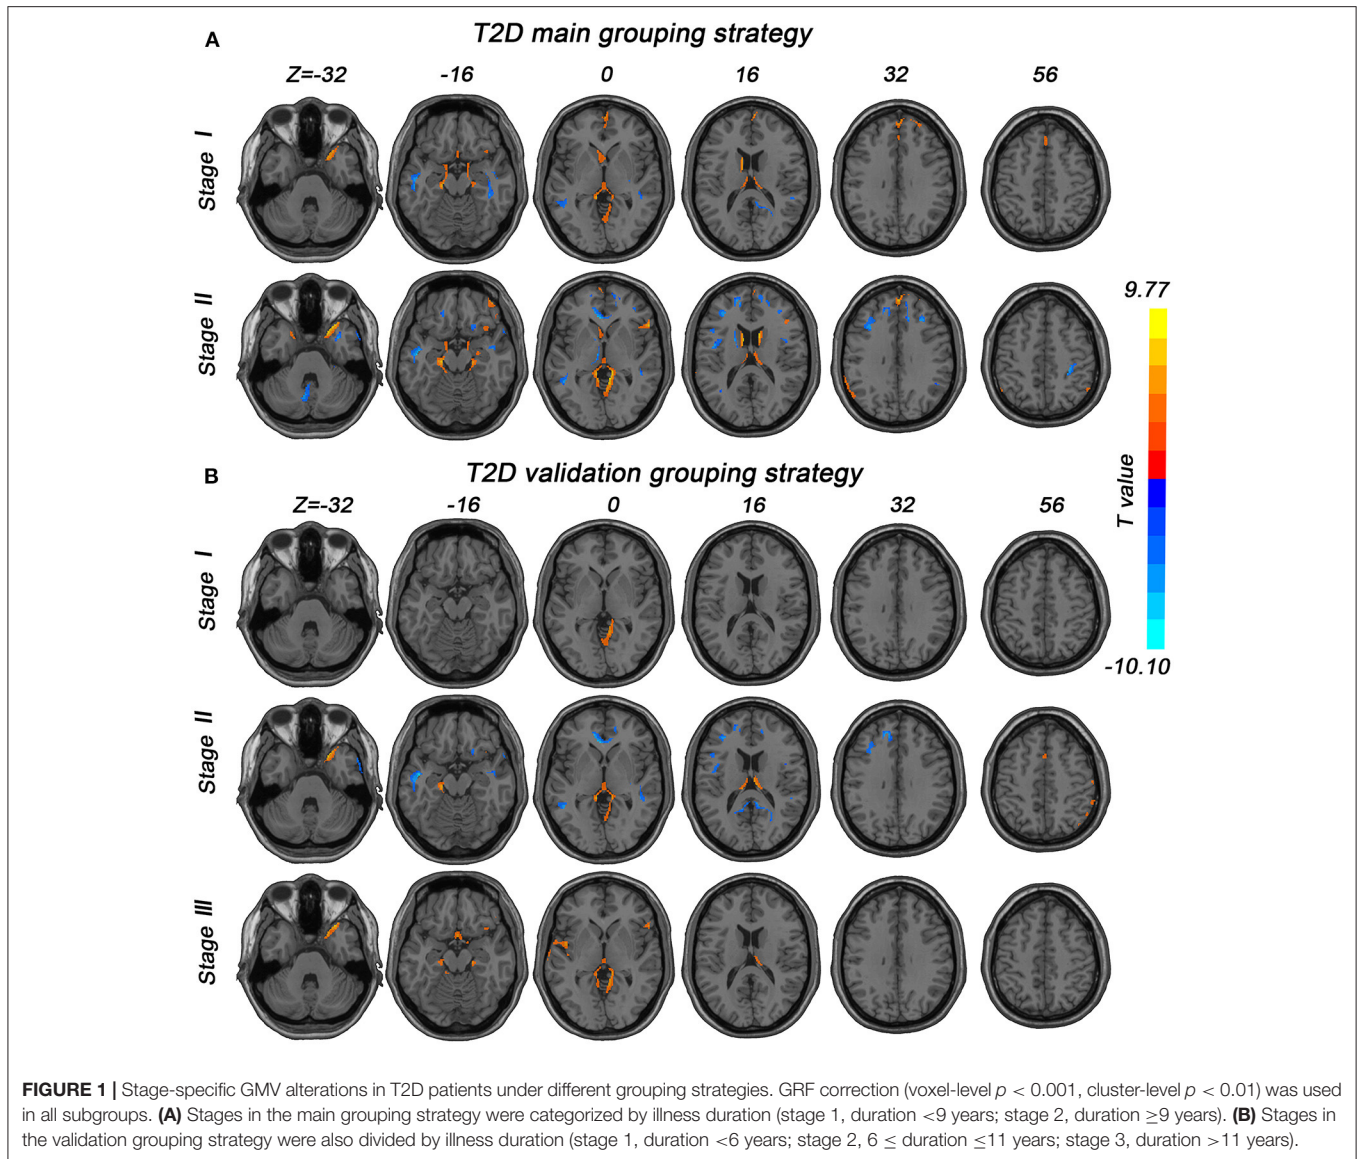 A
T2D main grouping strategy
Z=-32 -16 0 16 32 56
Stage I
Stage II
9.77
T value
-10.10
B
T2D validation grouping strategy
Z=-32 -16 0 16 32 56
Stage I
Stage II
Stage III
FIGURE 1 | Stage-specific GMV alterations in T2D patients under different grouping strategies. GRF correction (voxel-level p < 0.001, cluster-level p < 0.01) was used
in all subgroups. (A) Stages in the main grouping strategy were categorized by illness duration (stage 1, duration <9 years; stage 2, duration ≥9 years). (B) Stages in
the validation grouping strategy were also divided by illness duration (stage 1, duration <6 years; stage 2, 6 ≤ duration ≤11 years; stage 3, duration >11 years).